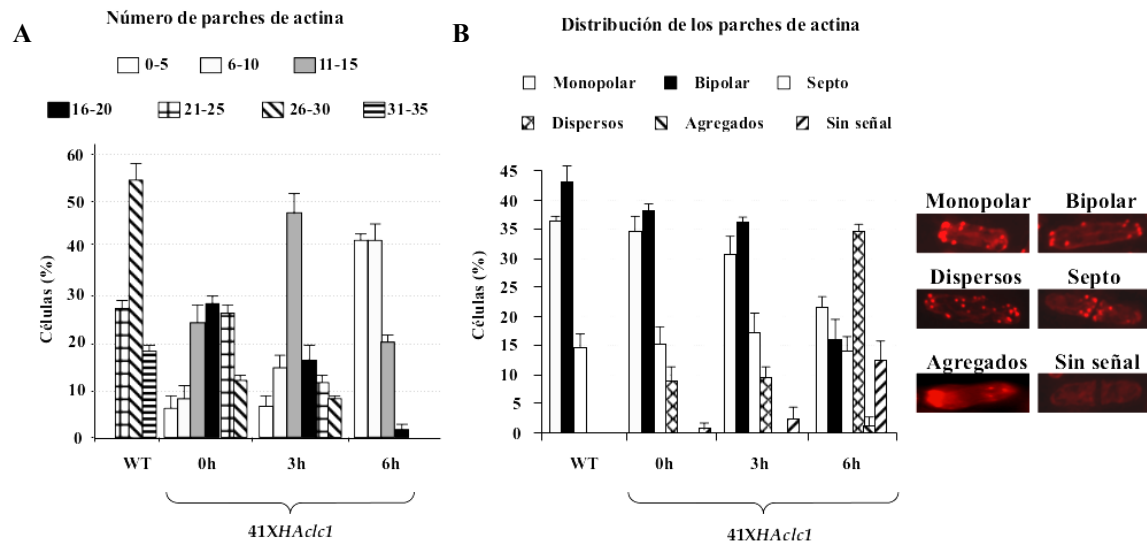 A
Número de parches de actina
0-5 6-10 11-15
16-20 21-25 26-30 31-35
Células (%)
60
50
40
30
20
10
0
WT 0h 3h 6h
41XHAclc1
B
Distribución de los parches de actina
Monopolar Bipolar Septo
Dispersos Agregados Sin señal
Células (%)
45
40
35
30
25
20
15
10
5
0
WT 0h 3h 6h
41XHAclc1
Monopolar Bipolar
Dispersos Septo
Agregados Sin señal